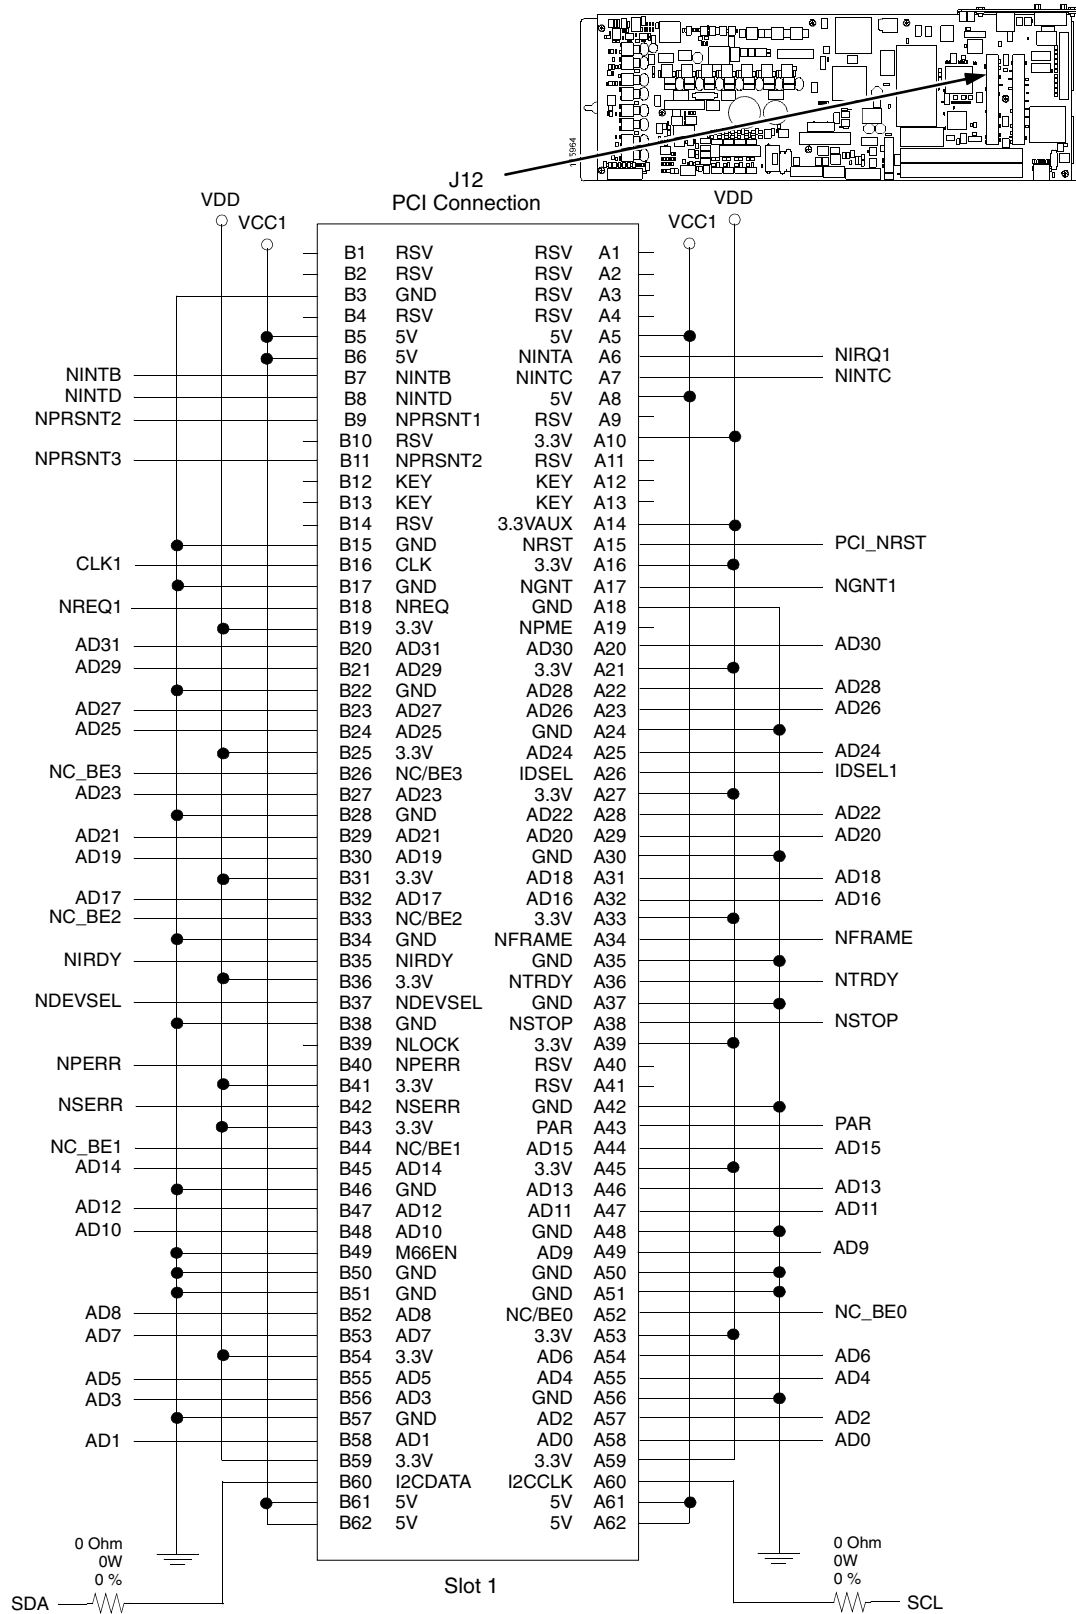 J12
PCI Connection
VDD
VCC1
VDD
VCC1
B1 RSV RSV A1
B2 RSV RSV A2
B3 GND RSV A3
B4 RSV RSV A4
B5 5V 5V A5
B6 5V NINTA A6 NIRQ1
NINTB B7 NINTB NINTC A7 NINTC
NINTD B8 NINTD 5V A8
NPRSNT2 B9 NPRSNT1 RSV A9
B10 RSV 3.3V A10
NPRSNT3 B11 NPRSNT2 RSV A11
B12 KEY KEY A12
B13 KEY KEY A13
B14 RSV 3.3VAUX A14
B15 GND NRST A15 PCI_NRST
CLK1 B16 CLK 3.3V A16
B17 GND NGNT A17 NGNT1
NREQ1 B18 NREQ GND A18
B19 3.3V NPME A19
AD31 B20 AD31 AD30 A20 AD30
AD29 B21 AD29 3.3V A21
B22 GND AD28 A22 AD28
AD27 B23 AD27 AD26 A23 AD26
AD25 B24 AD25 GND A24
B25 3.3V AD24 A25 AD24
NC_BE3 B26 NC/BE3 IDSEL A26 IDSEL1
AD23 B27 AD23 3.3V A27
B28 GND AD22 A28 AD22
AD21 B29 AD21 AD20 A29 AD20
AD19 B30 AD19 GND A30
B31 3.3V AD18 A31 AD18
AD17 B32 AD17 AD16 A32 AD16
NC_BE2 B33 NC/BE2 3.3V A33
B34 GND NFRAME A34 NFRAME
NIRDY B35 NIRDY GND A35
B36 3.3V NTRDY A36 NTRDY
NDEVSEL B37 NDEVSEL GND A37
B38 GND NSTOP A38 NSTOP
B39 NLOCK 3.3V A39
NPERR B40 NPERR RSV A40
B41 3.3V RSV A41
NSERR B42 NSERR GND A42
B43 3.3V PAR A43 PAR
NC_BE1 B44 NC/BE1 AD15 A44 AD15
AD14 B45 AD14 3.3V A45
B46 GND AD13 A46 AD13
AD12 B47 AD12 AD11 A47 AD11
AD10 B48 AD10 GND A48
B49 M66EN AD9 A49 AD9
B50 GND GND A50
B51 GND GND A51
AD8 B52 AD8 NC/BE0 A52 NC_BE0
AD7 B53 AD7 3.3V A53
B54 3.3V AD6 A54 AD6
AD5 B55 AD5 AD4 A55 AD4
AD3 B56 AD3 GND A56
B57 GND AD2 A57 AD2
AD1 B58 AD1 AD0 A58 AD0
B59 3.3V 3.3V A59
B60 I2CDATA I2CCLK A60
B61 5V 5V A61
B62 5V 5V A62
0 Ohm
0W
0 %
SDA
0 Ohm
0W
0 %
SCL
Slot 1